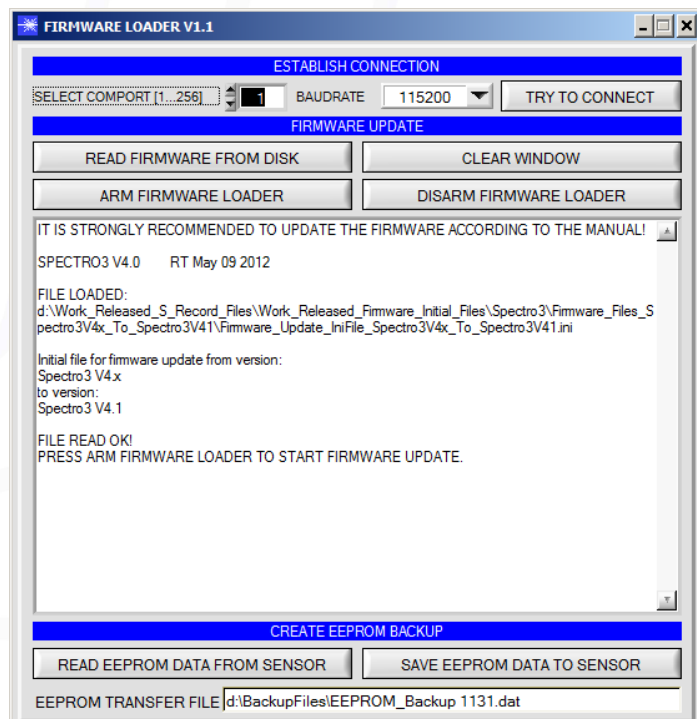 FIRMWARE LOADER V1.1
ESTABLISH CONNECTION
SELECT COMPORT [1...256] 1 BAUDRATE 115200 TRY TO CONNECT
FIRMWARE UPDATE
READ FIRMWARE FROM DISK CLEAR WINDOW
ARM FIRMWARE LOADER DISARM FIRMWARE LOADER
IT IS STRONGLY RECOMMENDED TO UPDATE THE FIRMWARE ACCORDING TO THE MANUAL!
SPECTRO3 V4.0 RT May 09 2012
FILE LOADED:
d:\Work_Released_S_Record_Files\Work_Released_Firmware_Initial_Files\Spectro3\Firmware_Files_S
pectro3V4x_To_Spectro3V41\Firmware_Update_IniFile_Spectro3V4x_To_Spectro3V41.ini
Initial file for firmware update from version:
Spectro3 V4.x
to version:
Spectro3 V4.1
FILE READ OK!
PRESS ARM FIRMWARE LOADER TO START FIRMWARE UPDATE.
CREATE EEPROM BACKUP
READ EEPROM DATA FROM SENSOR SAVE EEPROM DATA TO SENSOR
EEPROM TRANSFER FILE d:\BackupFiles\EEPROM_Backup 1131.dat